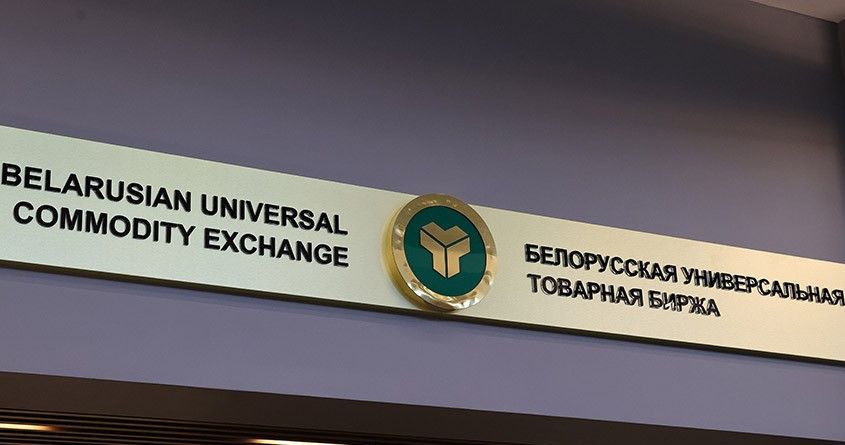 BELARUSIAN UNIVERSAL
COMMODITY EXCHANGE
БЕЛОРУССКАЯ УНИВЕРСАЛЬНАЯ
ТОВАРНАЯ БИРЖА